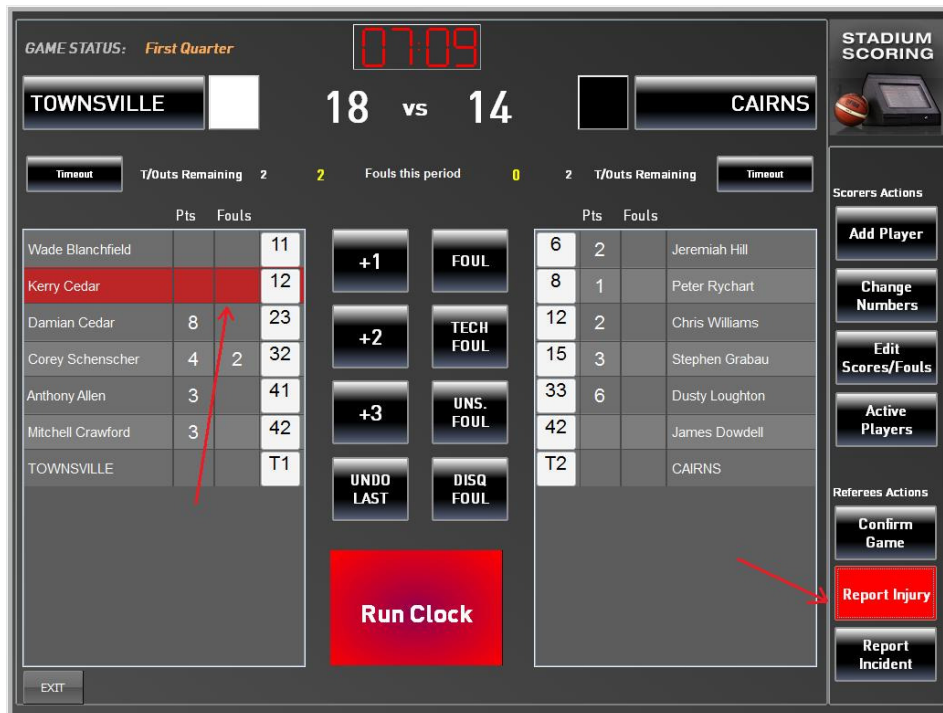 GAME STATUS: First Quarter
07:09
STADIUM
SCORING
TOWNSVILLE
18 vs 14
CAIRNS
Timeout
T/Outs Remaining 2
2 Fouls this period 0
2 T/Outs Remaining
Timeout
Pts Fouls
Wade Blanchfield 11
Kerry Cedar 12
Damian Cedar 8 23
Corey Schenscher 4 2 32
Anthony Allen 3 41
Mitchell Crawford 3 42
TOWNSVILLE T1
+1
FOUL
+2
TECH
FOUL
+3
UNS.
FOUL
UNDO
LAST
DISQ
FOUL
Run Clock
Pts Fouls
6 2 Jeremiah Hill
8 1 Peter Rychart
12 2 Chris Williams
15 3 Stephen Grabau
33 6 Dusty Loughton
42 James Dowdell
T2 CAIRNS
Scorers Actions
Add Player
Change
Numbers
Edit
Scores/Fouls
Active
Players
Referees Actions
Confirm
Game
Report Injury
Report
Incident
EXIT